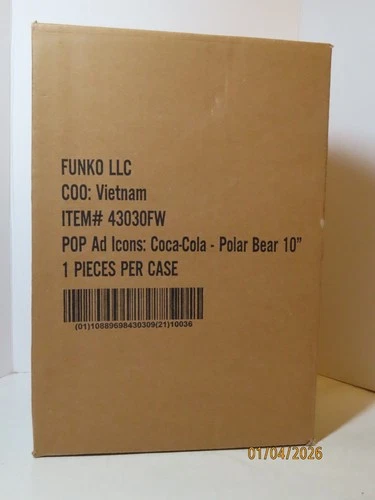 FUNKO LLC
COO: Vietnam
ITEM# 43030FW
POP Ad Icons: Coca-Cola - Polar Bear 10”
1 PIECES PER CASE
(01)10889698430309(21)10036
01/04/2026